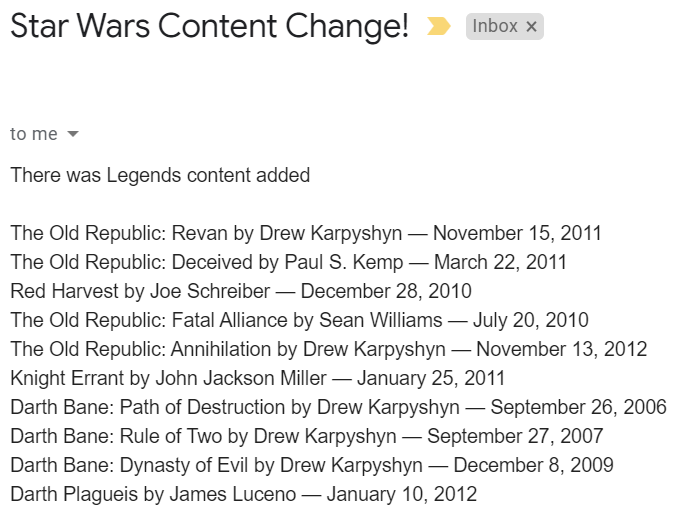 Star Wars Content Change!
Inbox ×
to me
There was Legends content added
The Old Republic: Revan by Drew Karpyshyn — November 15, 2011
The Old Republic: Deceived by Paul S. Kemp — March 22, 2011
Red Harvest by Joe Schreiber — December 28, 2010
The Old Republic: Fatal Alliance by Sean Williams — July 20, 2010
The Old Republic: Annihilation by Drew Karpyshyn — November 13, 2012
Knight Errant by John Jackson Miller — January 25, 2011
Darth Bane: Path of Destruction by Drew Karpyshyn — September 26, 2006
Darth Bane: Rule of Two by Drew Karpyshyn — September 27, 2007
Darth Bane: Dynasty of Evil by Drew Karpyshyn — December 8, 2009
Darth Plagueis by James Luceno — January 10, 2012